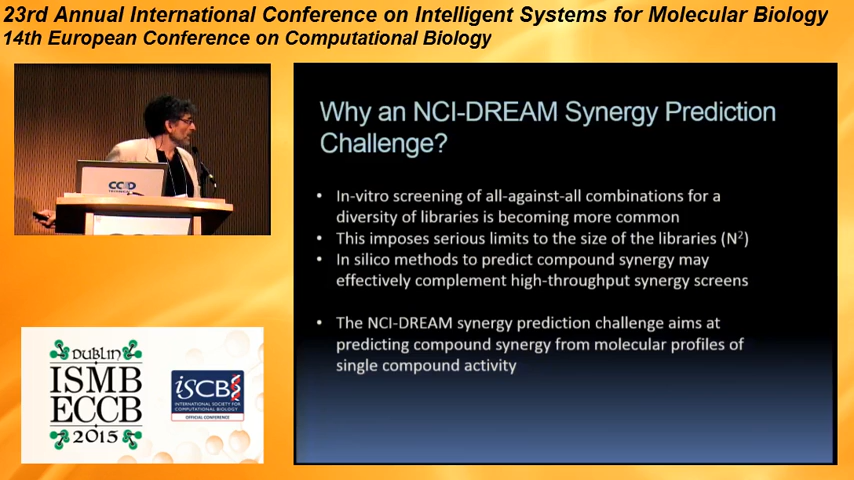 23rd Annual International Conference on Intelligent Systems for Molecular Biology
14th European Conference on Computational Biology
Why an NCI-DREAM Synergy Prediction
Challenge?
• In-vitro screening of all-against-all combinations for a
diversity of libraries is becoming more common
• This imposes serious limits to the size of the libraries (N²)
• In silico methods to predict compound synergy may
effectively complement high-throughput synergy screens
• The NCI-DREAM synergy prediction challenge aims at
predicting compound synergy from molecular profiles of
single compound activity
DUBLIN
ISMB
ECCB
2015
ISCB
INTERNATIONAL SOCIETY FOR
COMPUTATIONAL BIOLOGY
OFFICIAL CONFERENCE